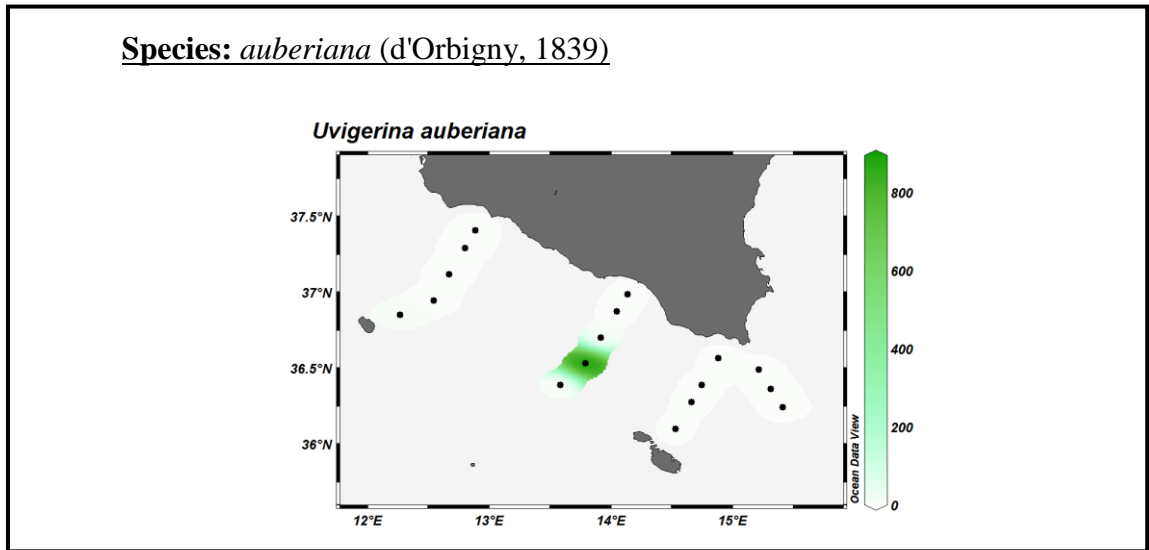 Species: auberiana (d'Orbigny, 1839)
Uvigerina auberiana
800
37.5°N
600
37°N
400
36.5°N
200
36°N
Ocean Data View
0
12°E 13°E 14°E 15°E